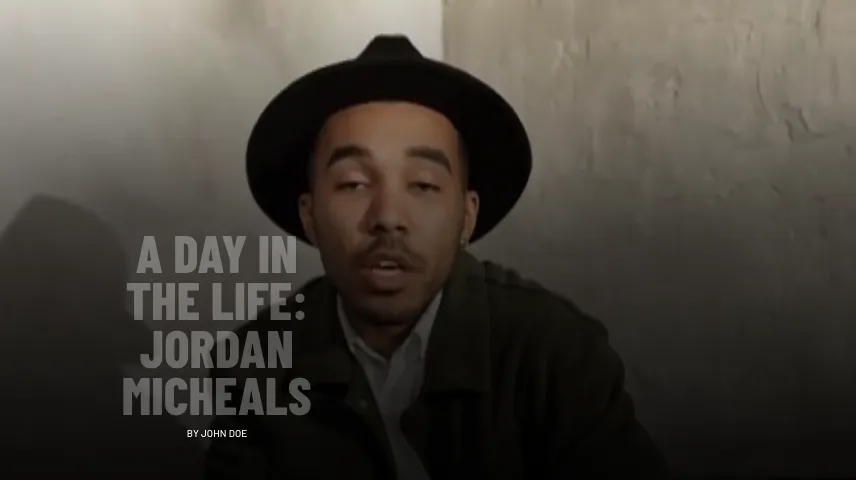 A DAY IN
THE LIFE:
JORDAN
MICHEALS
BY JOHN DOE